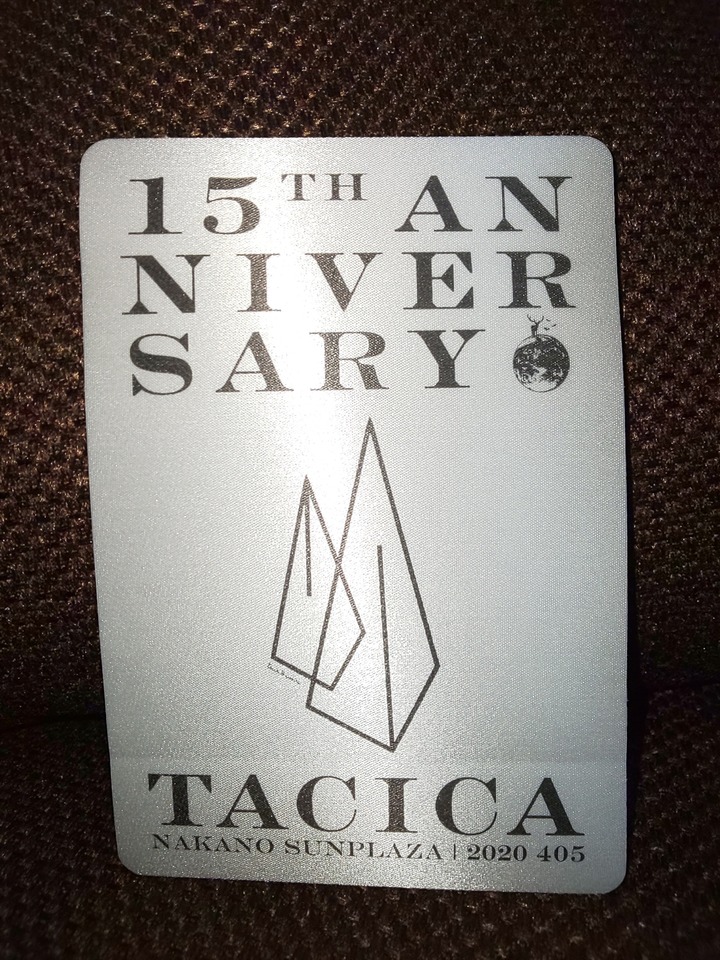 15TH AN
NIVER
SARY
TACICA
NAKANO SUNPLAZA | 2020 405